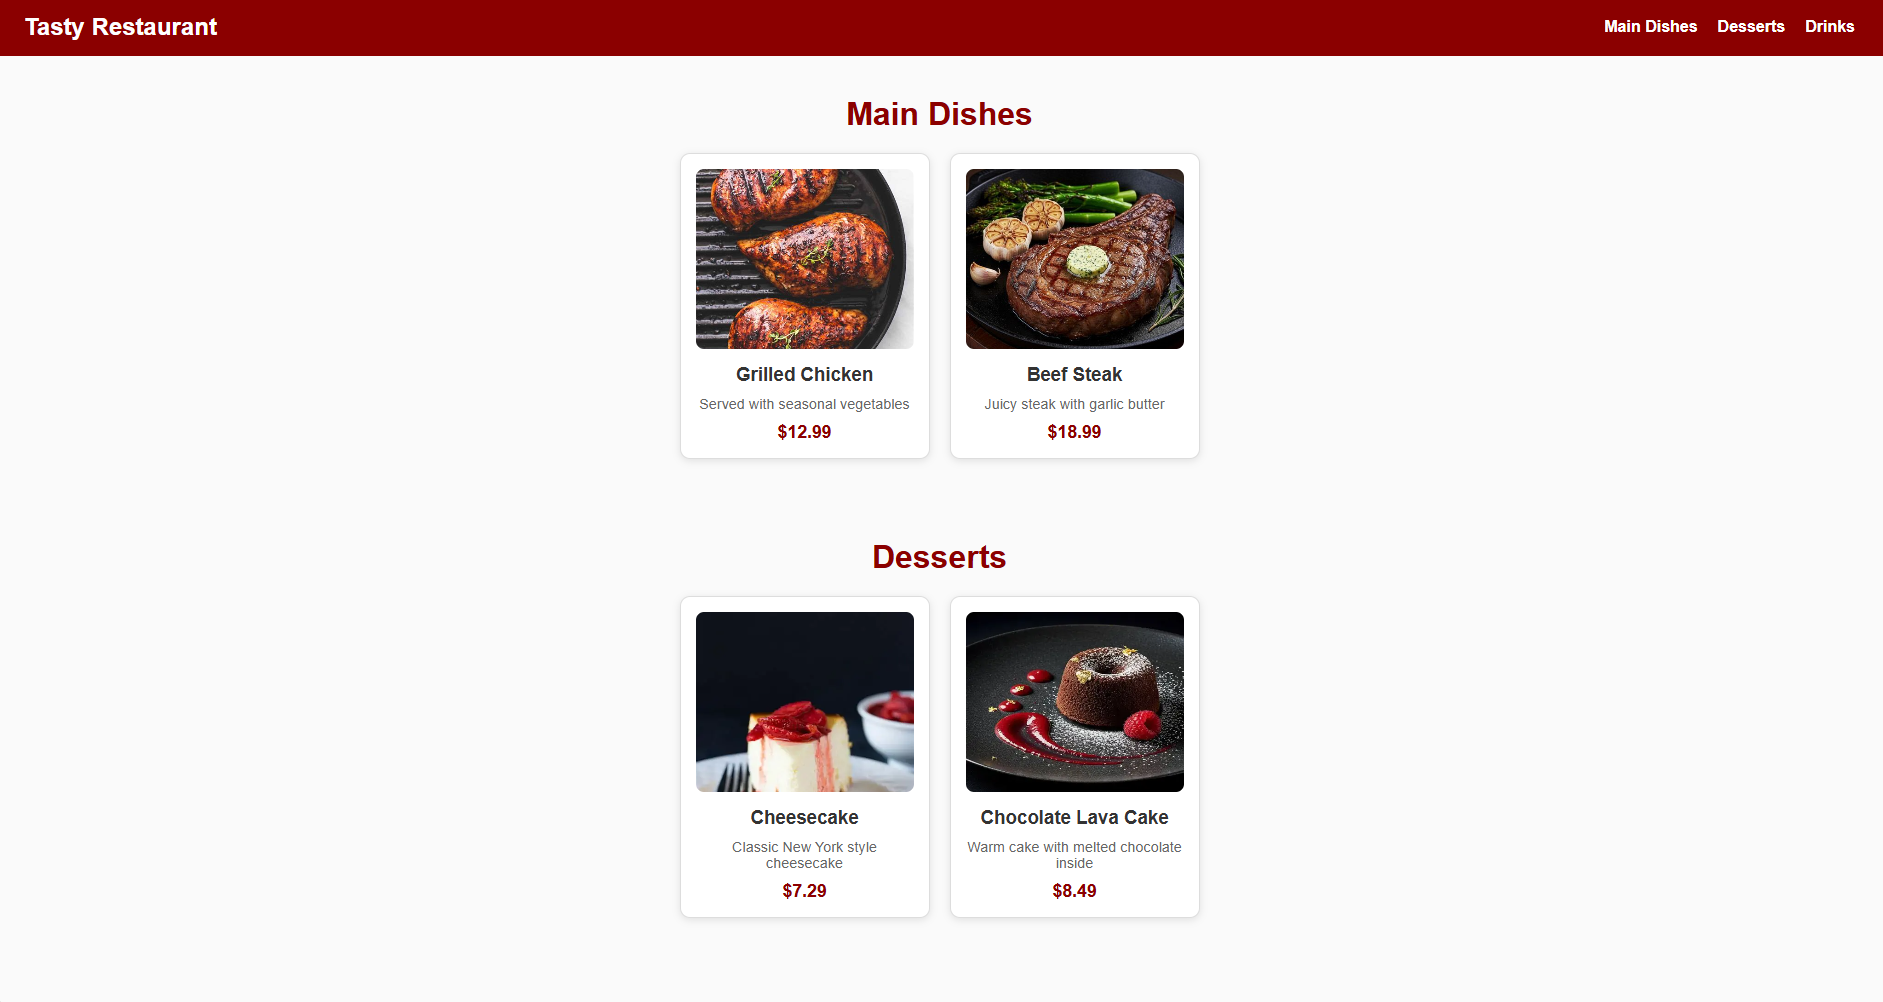 Tasty Restaurant
Main Dishes Desserts Drinks
Main Dishes
Grilled Chicken
Served with seasonal vegetables
$12.99
Beef Steak
Juicy steak with garlic butter
$18.99
Desserts
Cheesecake
Classic New York style
cheesecake
$7.29
Chocolate Lava Cake
Warm cake with melted chocolate
inside
$8.49